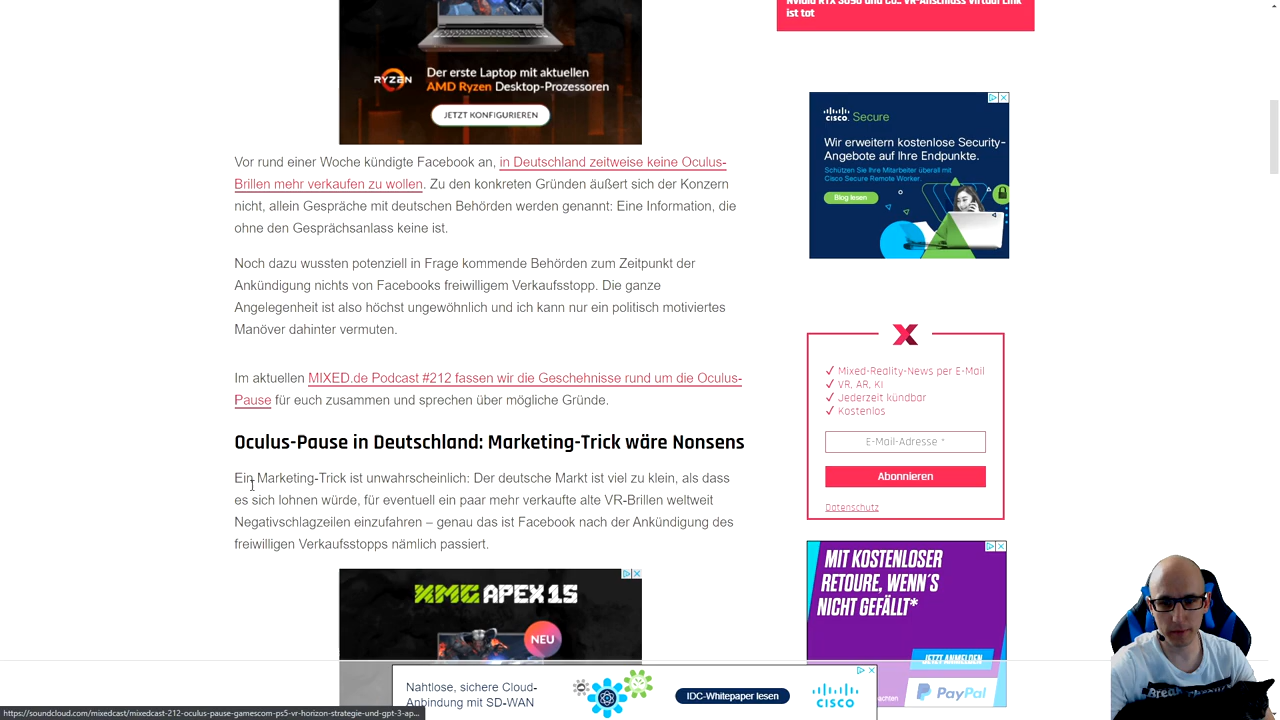 Nvidia RTX 3090 und Co.: VR-Anschluss Virtual Link
ist tot
RYZEN
Der erste Laptop mit aktuellen
AMD Ryzen Desktop-Prozessoren
JETZT KONFIGURIEREN
CISCO Secure
Wir erweitern kostenlose Security-
Angebote auf Ihre Endpunkte.
Schützen Sie Ihre Mitarbeiter überall mit
Cisco Secure Remote Worker.
Blog lesen
Vor rund einer Woche kündigte Facebook an, in Deutschland zeitweise keine Oculus-
Brillen mehr verkaufen zu wollen. Zu den konkreten Gründen äußert sich der Konzern
nicht, allein Gespräche mit deutschen Behörden werden genannt: Eine Information, die
ohne den Gesprächsanlass keine ist.
Noch dazu wussten potenziell in Frage kommende Behörden zum Zeitpunkt der
Ankündigung nichts von Facebooks freiwilligem Verkaufsstopp. Die ganze
Angelegenheit ist also höchst ungewöhnlich und ich kann nur ein politisch motiviertes
Manöver dahinter vermuten.
Im aktuellen MIXED.de Podcast #212 fassen wir die Geschehnisse rund um die Oculus-
Pause für euch zusammen und sprechen über mögliche Gründe.
Oculus-Pause in Deutschland: Marketing-Trick wäre Nonsens
Ein Marketing-Trick ist unwahrscheinlich: Der deutsche Markt ist viel zu klein, als dass
es sich lohnen würde, für eventuell ein paar mehr verkaufte alte VR-Brillen weltweit
Negativschlagzeilen einzufahren – genau das ist Facebook nach der Ankündigung des
freiwilligen Verkaufsstopps nämlich passiert.
✓ Mixed-Reality-News per E-Mail
✓ VR, AR, KI
✓ Jederzeit kündbar
✓ Kostenlos
E-Mail-Adresse *
Abonnieren
Datenschutz
XMG APEX 15
NEU
MIT KOSTENLOSER
RETOURE, WENN'S
NICHT GEFÄLLT*
JETZT ANMELDEN
achten
PayPal
Nahtlose, sichere Cloud-
Anbindung mit SD-WAN
IDC-Whitepaper lesen
CISCO
https://soundcloud.com/mixedcast/mixedcast-212-oculus-pause-gamescom-ps5-vr-horizon-strategie-und-gpt-3-ap...